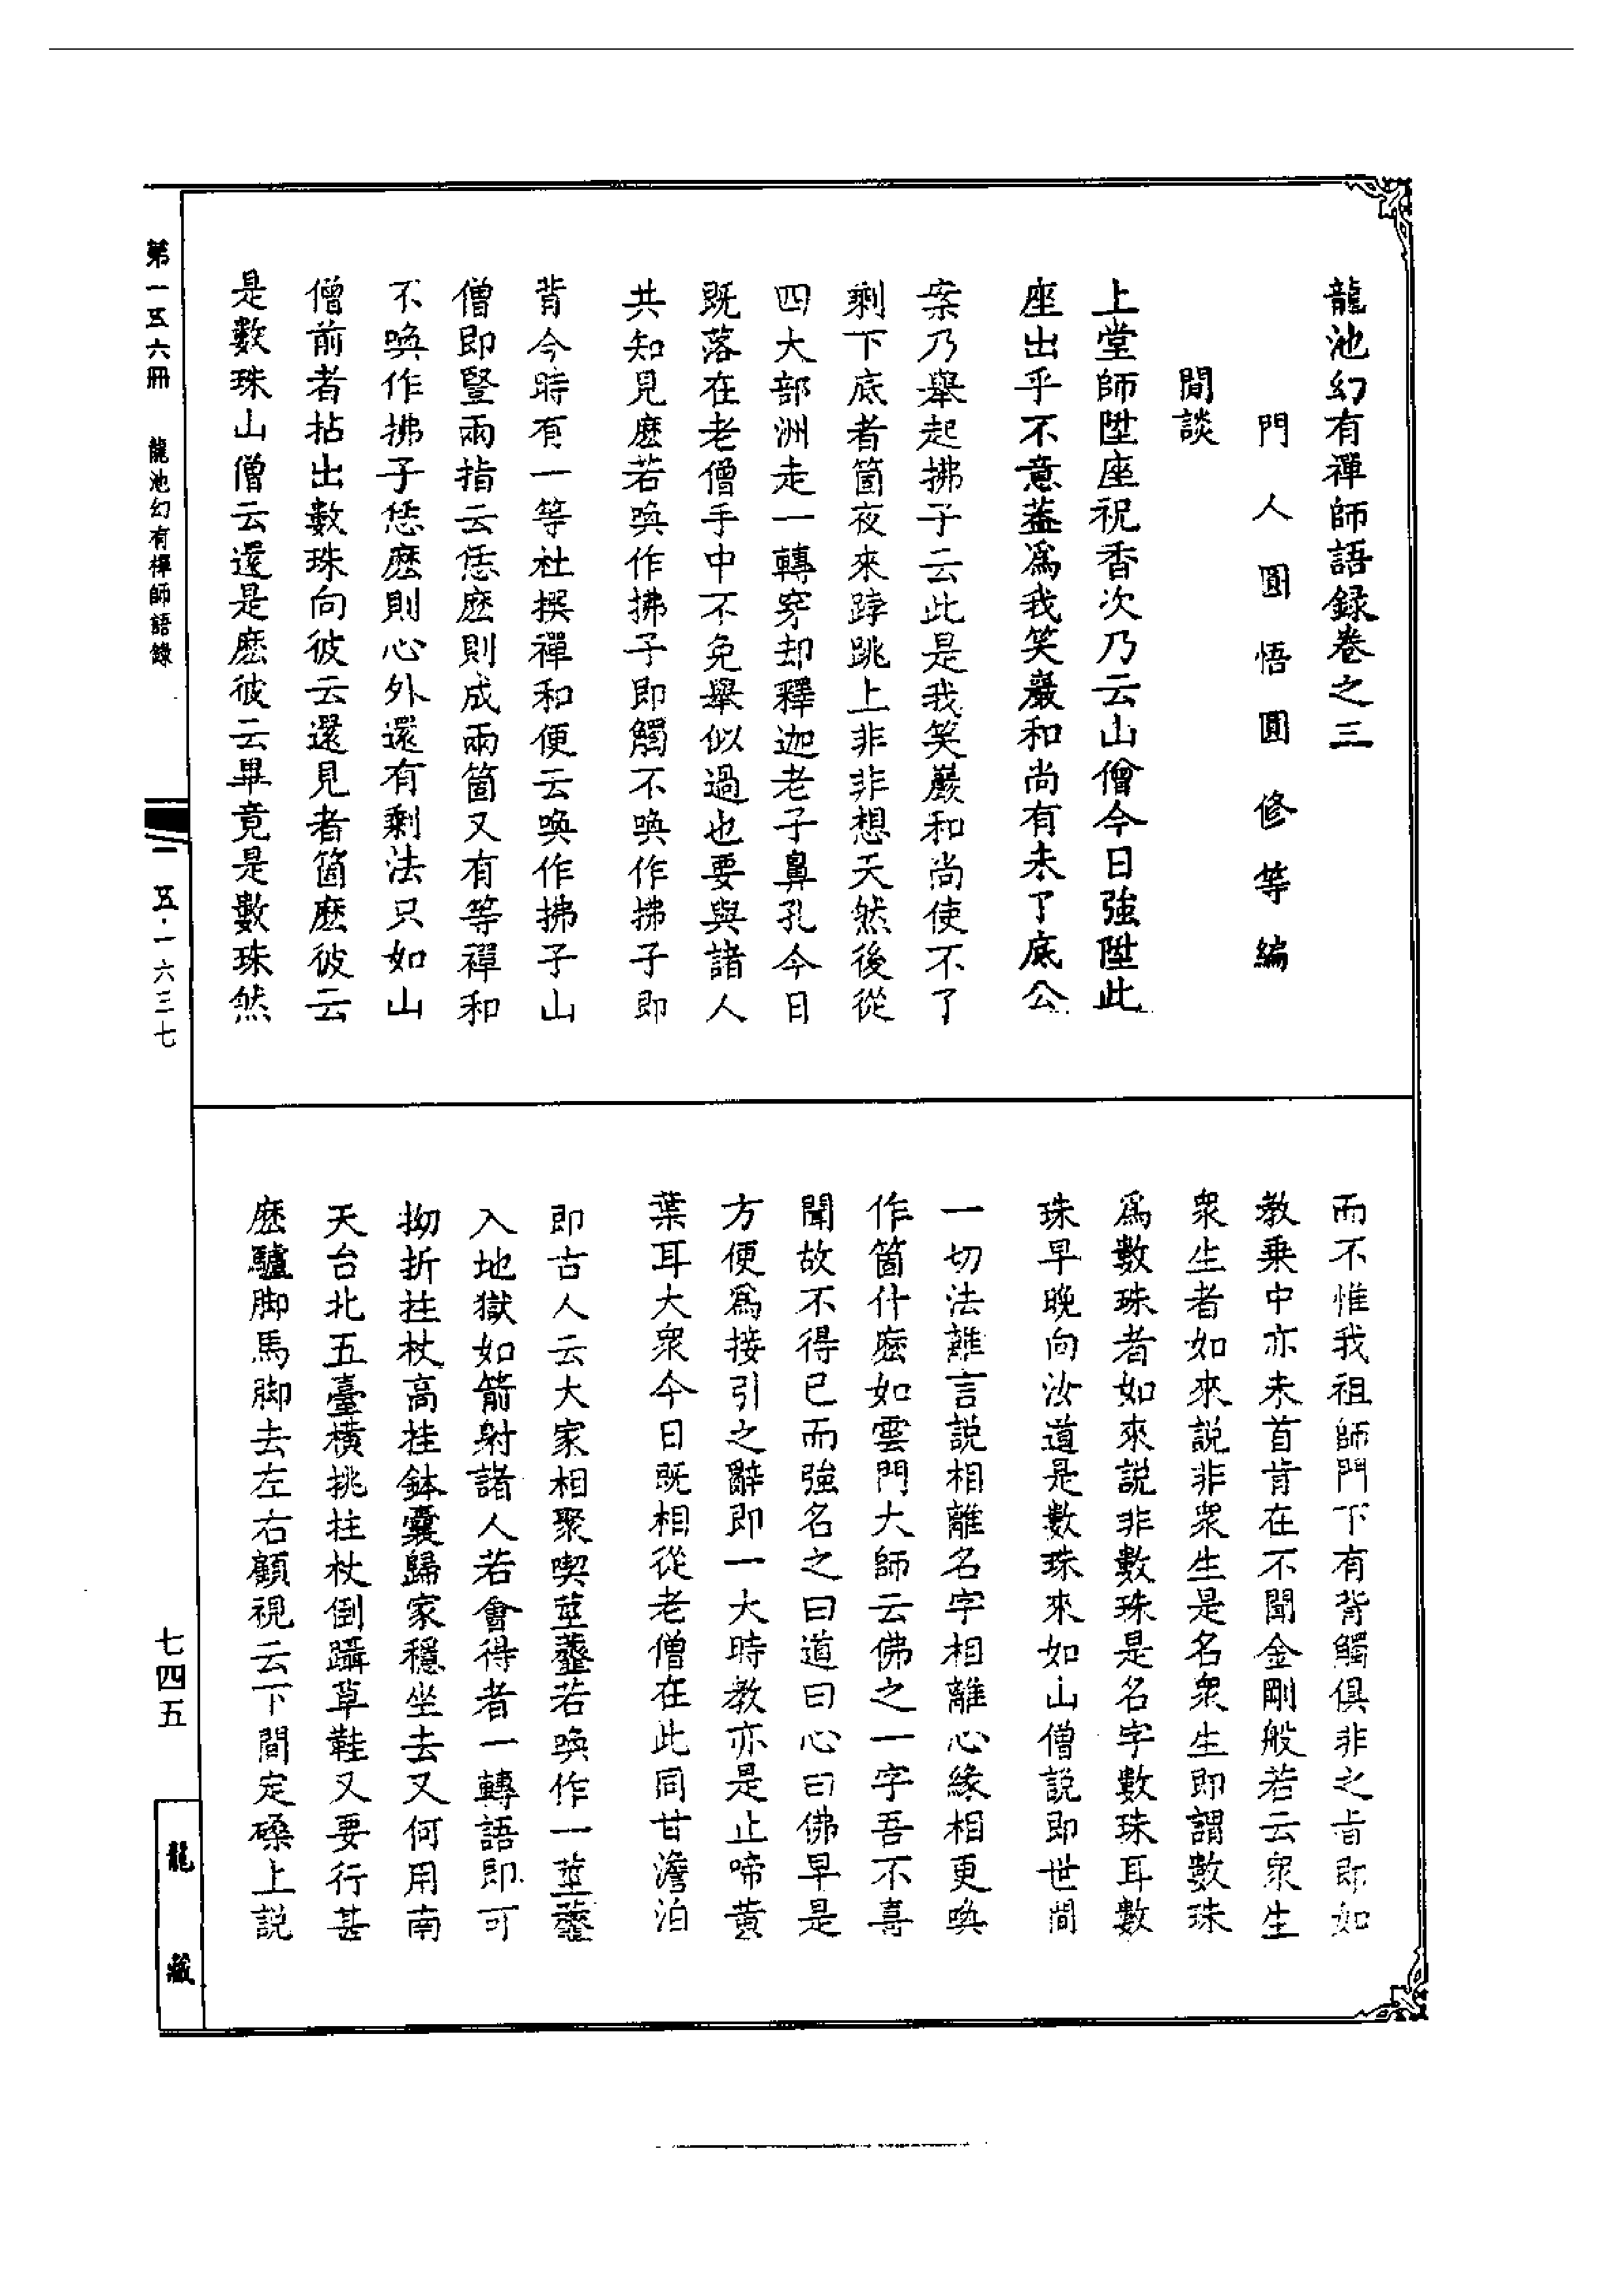 龍池幻有禪師語録卷之三
門人圓悟圓修等編
閒談
上堂師陞座祝香次乃云山僧今日強陞此
座出乎不意葢爲我笑巖和尚有未了底公
案乃舉起拂子云此是我笑巖和尚使不了
剩下底者箇夜來𨁝跳上非非想天然後從
四大部洲走一轉穿却釋迦老子鼻孔今日
既落在老僧手中不免舉似過也要與諸人
共知見麽若喚作拂子即觸不喚作拂子即
背今時有一等杜撰禪和便云喚作拂子山
僧即豎兩指云恁麽則成兩箇又有等禪和
不喚作拂子恁麽則心外還有剩法只如山
僧前者拈出數珠向彼云還見者箇麽彼云
是數珠山僧云還是麽彼云畢竟是數珠然
而不惟我祖師門下有背觸俱非之旨即如
教乗中亦未首肯在不聞金剛般若云衆生
衆生者如來説非衆生是名衆生即謂數珠
爲數珠者如來説非數珠是名字數珠耳數
珠早晚向汝道是數珠來如山僧説即世間
一切法離言説相離名字相離心緣相更喚
作箇什麽如雲門大師云佛之一字吾不喜
聞故不得已而強名之曰道曰心曰佛早是
方便爲接引之辭即一大時教亦是止啼黄
葉耳大衆今日既相從老僧在此同甘澹泊
即古人云大家相聚喫莖虀若喚作一莖虀
入地獄如箭射諸人若會得者一轉語即可
拗折拄杖高挂鉢囊歸家穩坐去又何用南
天台北五臺橫挑拄杖倒躡草鞋又要行甚
麽驢脚馬脚去左右顧視云下間定磉上説
第一五六冊　龍池幻有禪師語錄
一五·一六三七
七四五
龍藏